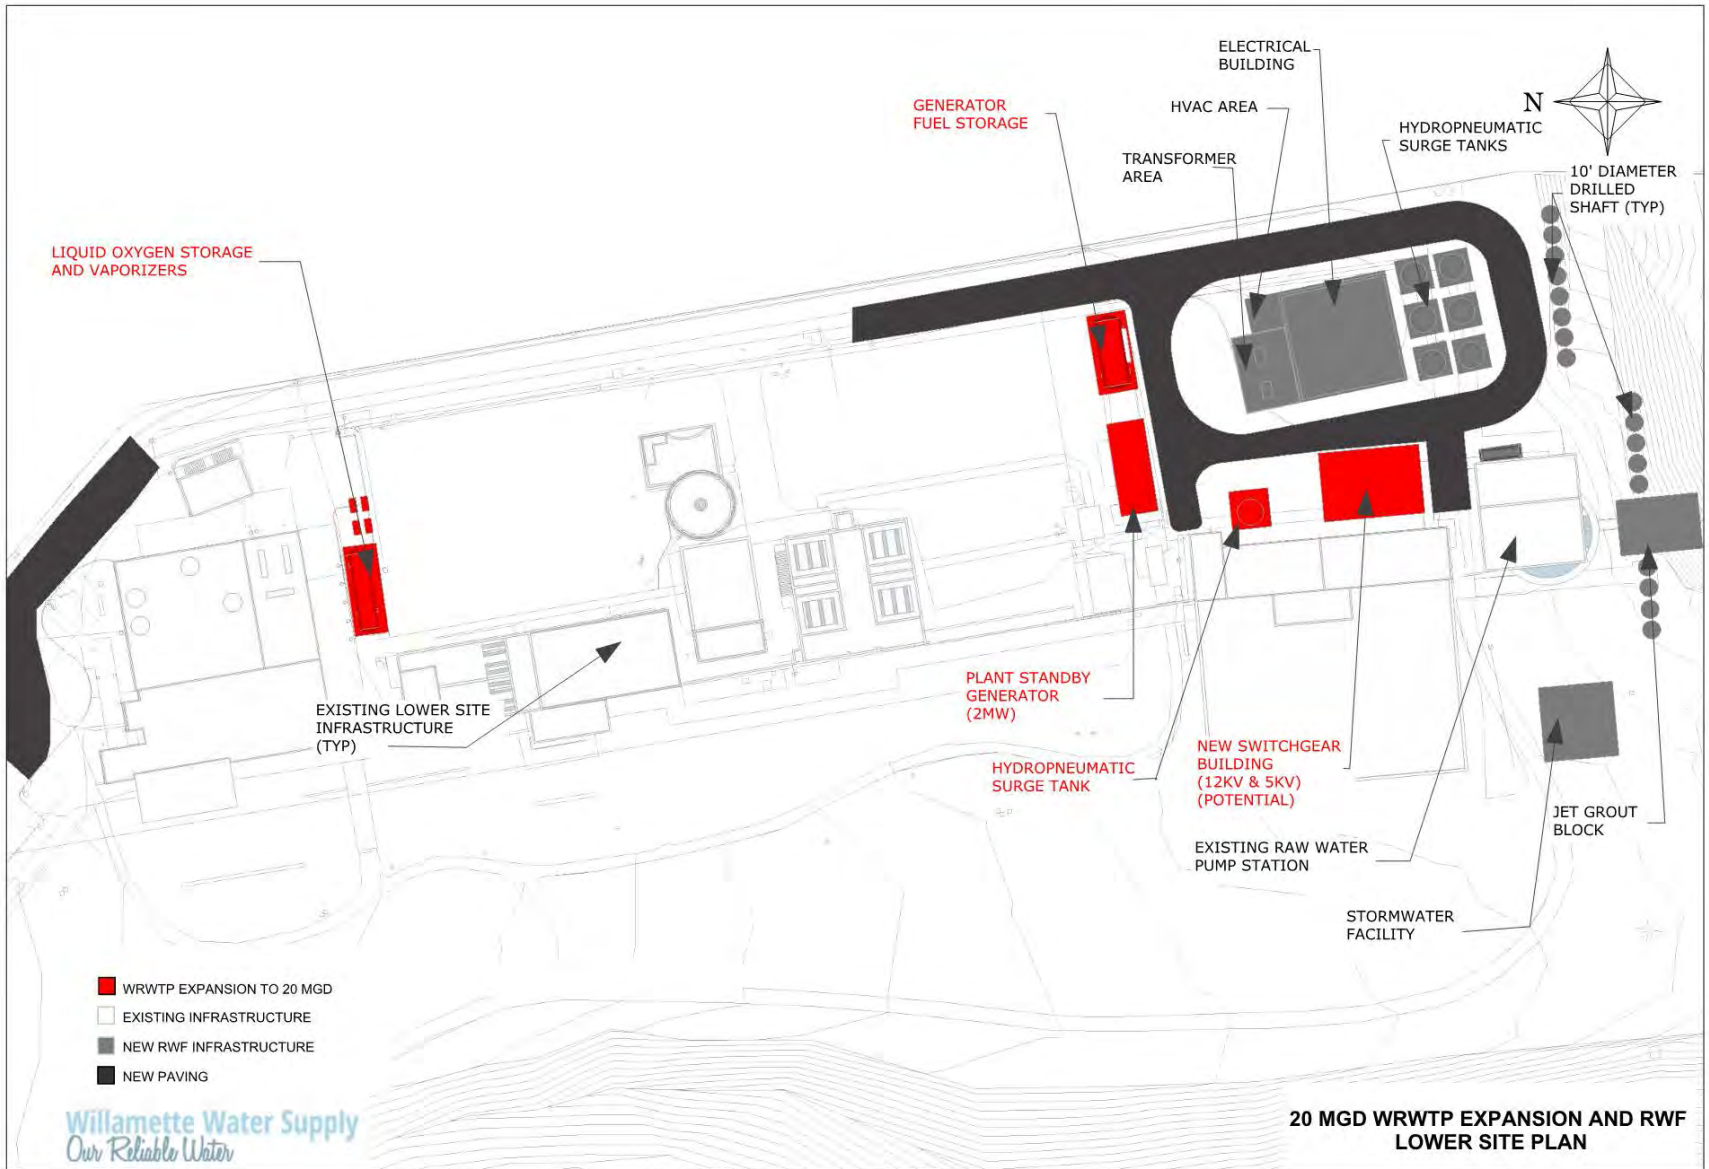 ELECTRICAL
BUILDING
GENERATOR
FUEL STORAGE
HVAC AREA
N
HYDROPNEUMATIC
SURGE TANKS
TRANSFORMER
AREA
10' DIAMETER
DRILLED
SHAFT (TYP)
LIQUID OXYGEN STORAGE
AND VAPORIZERS
EXISTING LOWER SITE
INFRASTRUCTURE
(TYP)
PLANT STANDBY
GENERATOR
(2MW)
HYDROPNEUMATIC
SURGE TANK
NEW SWITCHGEAR
BUILDING
(12KV & 5KV)
(POTENTIAL)
JET GROUT
BLOCK
EXISTING RAW WATER
PUMP STATION
STORMWATER
FACILITY
WRWTP EXPANSION TO 20 MGD
EXISTING INFRASTRUCTURE
NEW RWF INFRASTRUCTURE
NEW PAVING
Willamette Water Supply
Our Reliable Water
20 MGD WRWTP EXPANSION AND RWF
LOWER SITE PLAN